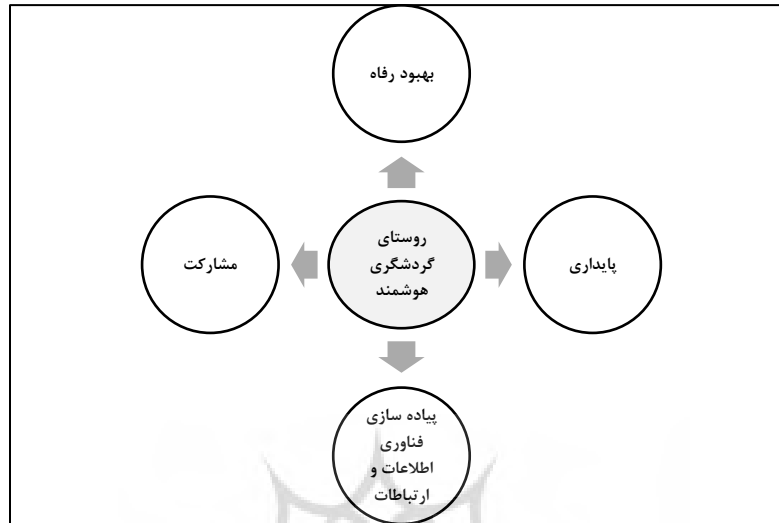 بهبود رفاه
مشارکت
روستای
گردشگری
هوشمند
پایداری
پیاده سازی
فناوری
اطلاعات و
ارتباطات